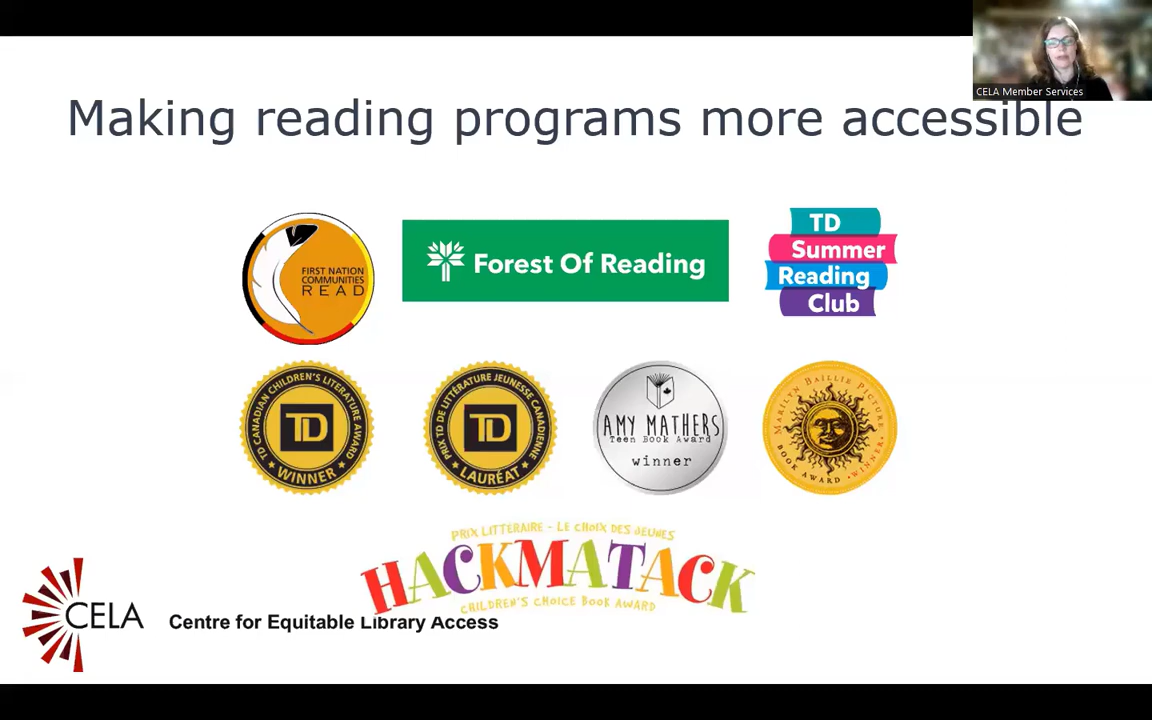 CELA Member Services
Making reading programs more accessible
FIRST NATION
COMMUNITIES
READ
Forest Of Reading
TD
Summer
Reading
Club
TD CANADIAN CHILDREN'S LITERATURE AWARD
TD
WINNER
PRIX TD DE LITTÉRATURE JEUNESSE CANADIENNE
TD
LAURÉAT
AMY MATHERS
Teen Book Award
winner
MARILYN BAILLIE PICTURE
BOOK AWARD · WINNER
PRIX LITTÉRAIRE - LE CHOIX DES JEUNES
HACKMATACK
CHILDREN'S CHOICE BOOK AWARD
CELA
Centre for Equitable Library Access